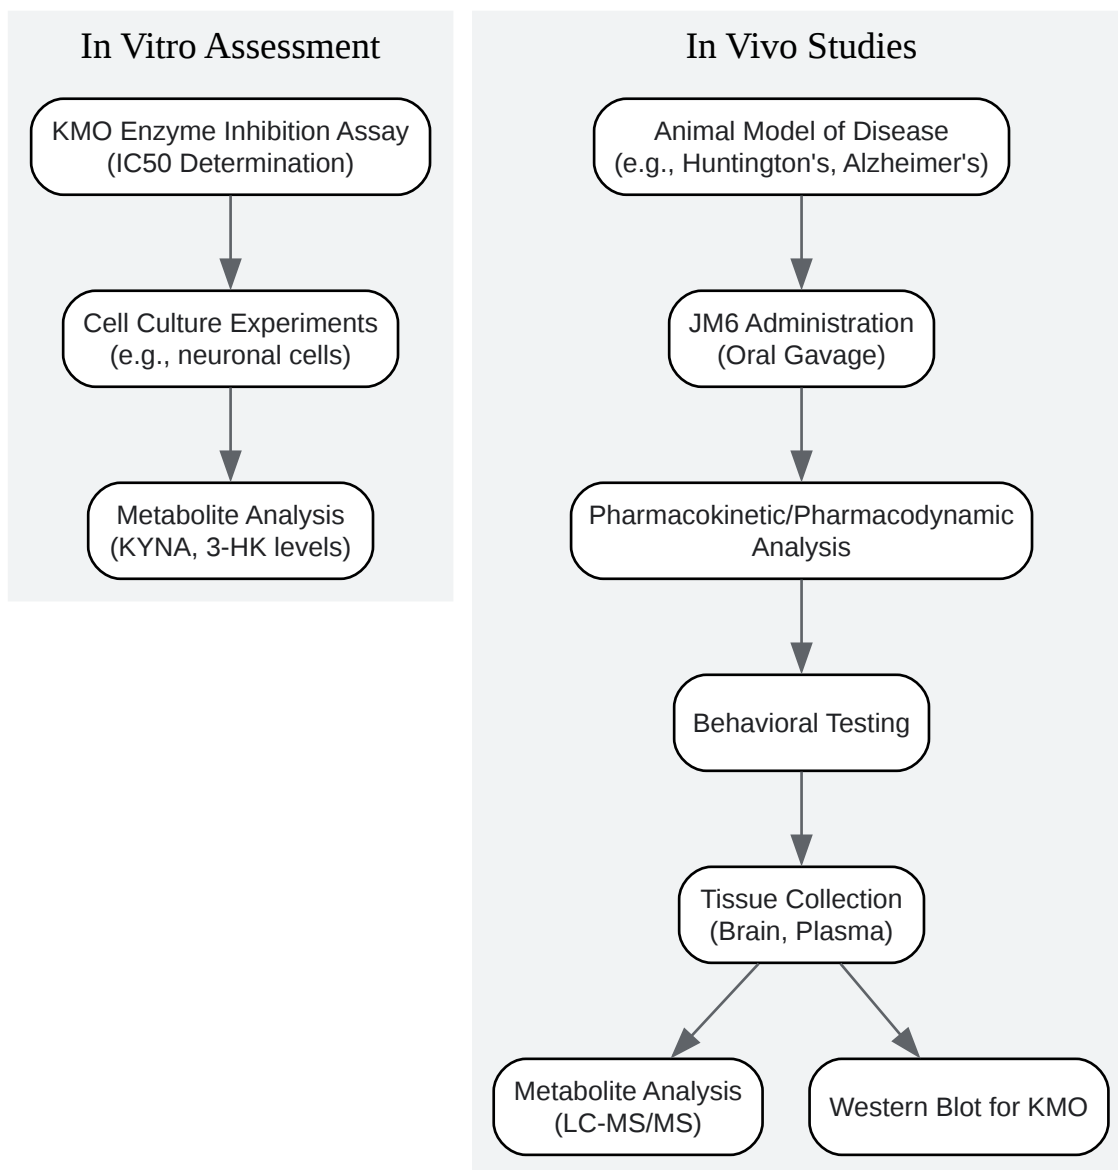 In Vitro Assessment
KMO Enzyme Inhibition Assay
(IC50 Determination)
Cell Culture Experiments
(e.g., neuronal cells)
Metabolite Analysis
(KYNA, 3-HK levels)
In Vivo Studies
Animal Model of Disease
(e.g., Huntington's, Alzheimer's)
JM6 Administration
(Oral Gavage)
Pharmacokinetic/Pharmacodynamic
Analysis
Behavioral Testing
Tissue Collection
(Brain, Plasma)
Metabolite Analysis
(LC-MS/MS)
Western Blot for KMO